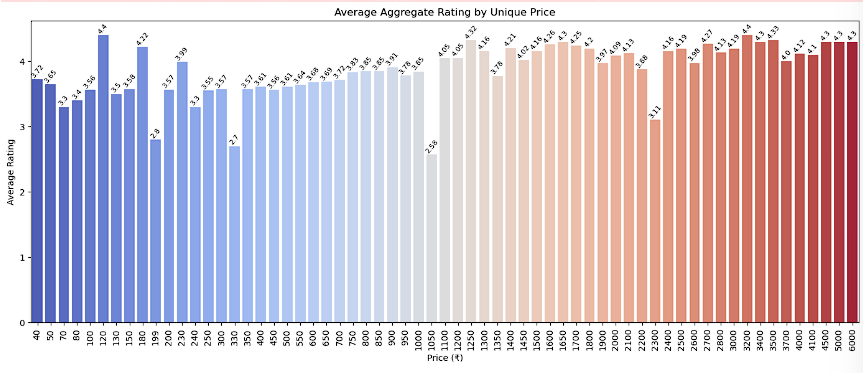 Average Aggregate Rating by Unique Price
Average Rating
4
3
2
1
0
3.72 3.65 3.3 3.4 3.56 4.4 3.5 3.58 4.22 2.8 3.57 3.99 3.3 3.55 3.57 2.7 3.57 3.61 3.56 3.61 3.64 3.68 3.69 3.72 3.83 3.85 3.85 3.91 3.78 3.85 2.58 4.05 4.05 4.32 4.16 3.78 4.21 4.02 4.16 4.26 4.3 4.25 4.2 3.97 4.09 4.13 3.88 3.11 4.16 4.19 3.98 4.27 4.13 4.19 4.4 4.3 4.33 4.0 4.12 4.1 4.3 4.3 4.3
40 50 70 80 100 120 130 150 180 199 200 230 240 250 300 330 350 400 450 500 550 600 650 700 750 800 850 900 950 1000 1050 1100 1200 1250 1300 1350 1400 1450 1500 1600 1650 1700 1800 1900 2000 2100 2200 2300 2400 2500 2600 2700 2800 3000 3200 3400 3500 3700 4000 4100 4500 5000 6000
Price (₹)